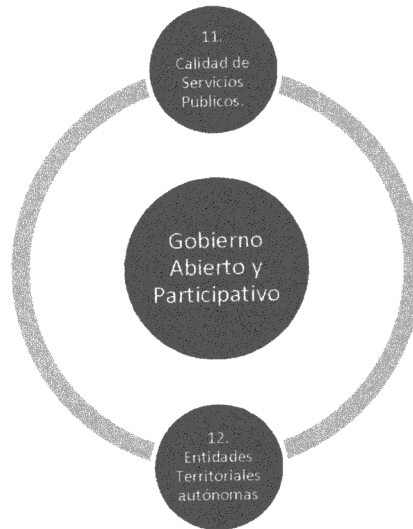 11.
Calidad de
Servicios
Publicos.
Gobierno
Abierto y
Participativo
12.
Entidades
Territoriales
autónomas